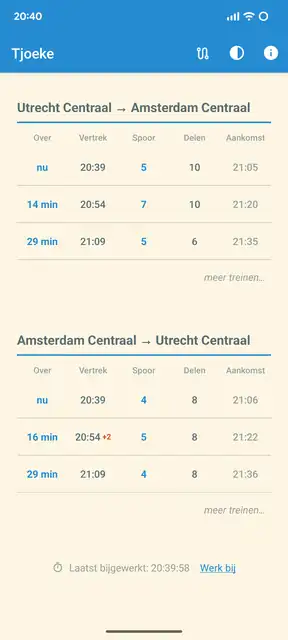 20:40
Tjoeke
Utrecht Centraal → Amsterdam Centraal
Over Vertrek Spoor Delen Aankomst
nu 20:39 5 10 21:05
14 min 20:54 7 10 21:20
29 min 21:09 5 6 21:35
meer treinen...
Amsterdam Centraal → Utrecht Centraal
Over Vertrek Spoor Delen Aankomst
nu 20:39 4 8 21:06
16 min 20:54 +2 5 8 21:22
29 min 21:09 4 8 21:36
meer treinen...
Laatst bijgewerkt: 20:39:58 Werk bij